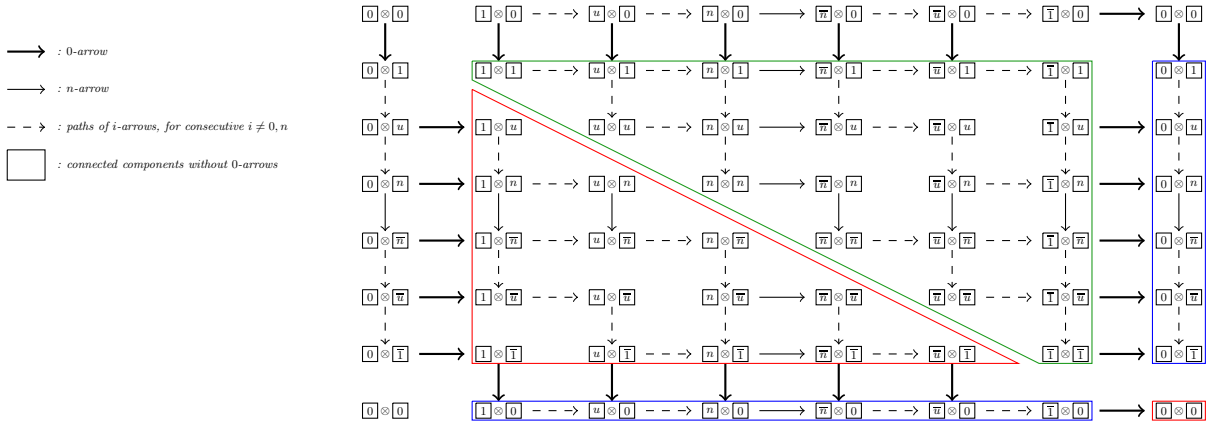 0 ⊗ 0 1 ⊗ 0 u ⊗ 0 n ⊗ 0 n̅ ⊗ 0 u̅ ⊗ 0 1̅ ⊗ 0 0 ⊗ 0
: 0-arrow
0 ⊗ 1 1 ⊗ 1 u ⊗ 1 n ⊗ 1 n̅ ⊗ 1 u̅ ⊗ 1 1̅ ⊗ 1 0 ⊗ 1
: n-arrow
: paths of i-arrows, for consecutive i ≠ 0, n
0 ⊗ u 1 ⊗ u u ⊗ u n ⊗ u n̅ ⊗ u u̅ ⊗ u 1̅ ⊗ u 0 ⊗ u
: connected components without 0-arrows
0 ⊗ n 1 ⊗ n u ⊗ n n ⊗ n n̅ ⊗ n u̅ ⊗ n 1̅ ⊗ n 0 ⊗ n
0 ⊗ n̅ 1 ⊗ n̅ u ⊗ n̅ n ⊗ n̅ n̅ ⊗ n̅ u̅ ⊗ n̅ 1̅ ⊗ n̅ 0 ⊗ n̅
0 ⊗ u̅ 1 ⊗ u̅ u ⊗ u̅ n ⊗ u̅ n̅ ⊗ u̅ u̅ ⊗ u̅ 1̅ ⊗ u̅ 0 ⊗ u̅
0 ⊗ 1̅ 1 ⊗ 1̅ u ⊗ 1̅ n ⊗ 1̅ n̅ ⊗ 1̅ u̅ ⊗ 1̅ 1̅ ⊗ 1̅ 0 ⊗ 1̅
0 ⊗ 0 1 ⊗ 0 u ⊗ 0 n ⊗ 0 n̅ ⊗ 0 u̅ ⊗ 0 1̅ ⊗ 0 0 ⊗ 0